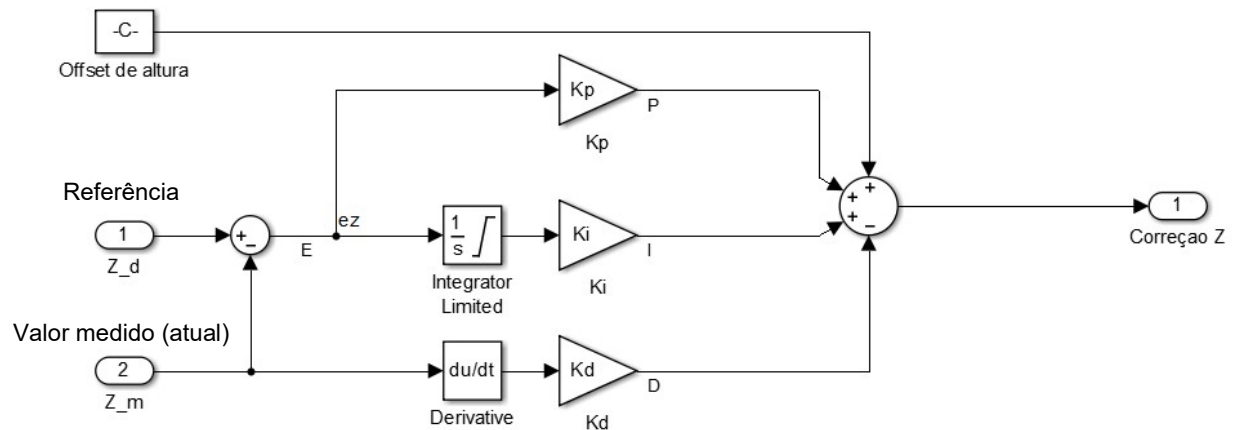 -C-
Offset de altura
Kp
P
Kp
Referência
1
Z_d
+
−
E
ez
1
s
Integrator
Limited
Ki
I
Ki
+
+
+
−
1
Correçao Z
Valor medido (atual)
2
Z_m
du/dt
Derivative
Kd
D
Kd